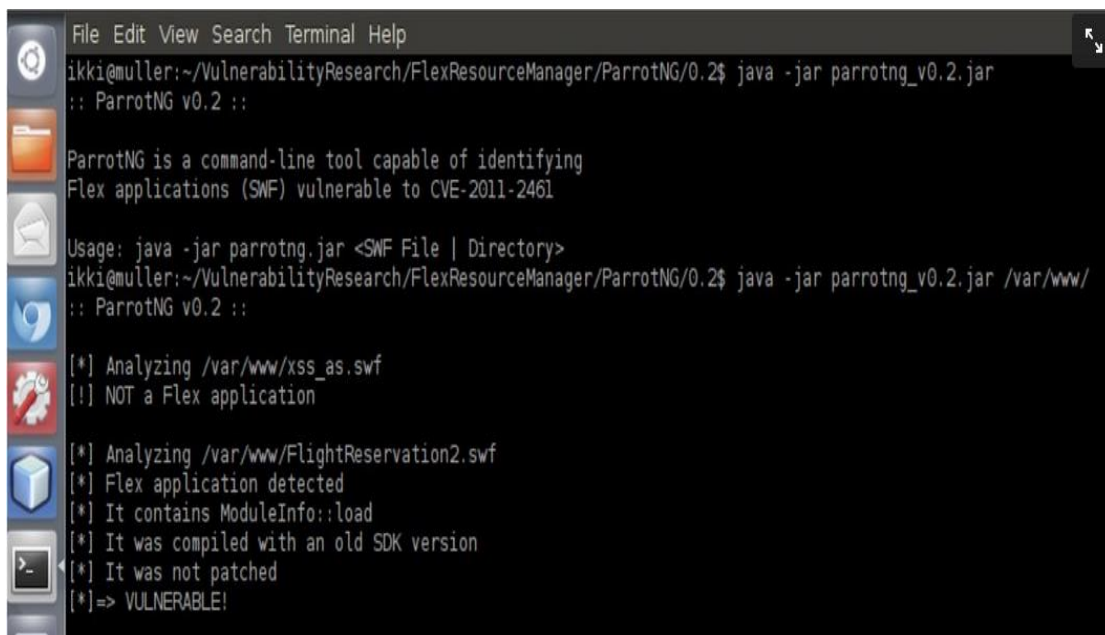 File Edit View Search Terminal Help
ikki@muller:~/VulnerabilityResearch/FlexResourceManager/ParrotNG/0.2$ java -jar parrotng_v0.2.jar
:: ParrotNG v0.2 ::
ParrotNG is a command-line tool capable of identifying
Flex applications (SWF) vulnerable to CVE-2011-2461
Usage: java -jar parrotng.jar <SWF File | Directory>
ikki@muller:~/VulnerabilityResearch/FlexResourceManager/ParrotNG/0.2$ java -jar parrotng_v0.2.jar /var/www/
:: ParrotNG v0.2 ::
[*] Analyzing /var/www/xss_as.swf
[!] NOT a Flex application
[*] Analyzing /var/www/FlightReservation2.swf
[*] Flex application detected
[*] It contains ModuleInfo::load
[*] It was compiled with an old SDK version
[*] It was not patched
[*]=> VULNERABLE!